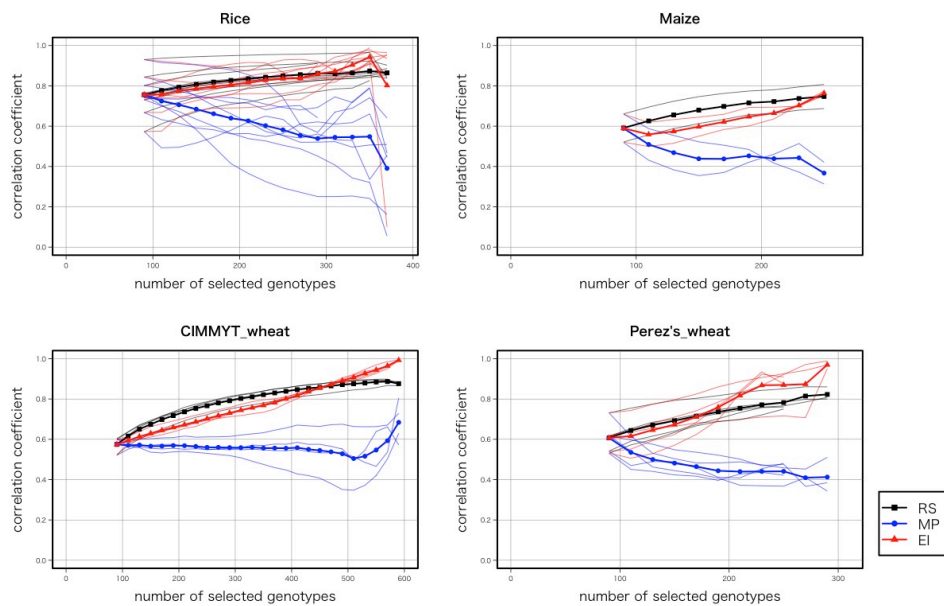 Rice
Maize
correlation coefficient
1.0
0.8
0.6
0.4
0.2
0.0
0
100
200
300
400
number of selected genotypes
correlation coefficient
1.0
0.8
0.6
0.4
0.2
0.0
0
100
200
number of selected genotypes
CIMMYT_wheat
Perez's_wheat
correlation coefficient
1.0
0.8
0.6
0.4
0.2
0.0
0
100
200
300
400
500
600
number of selected genotypes
correlation coefficient
1.0
0.8
0.6
0.4
0.2
0.0
0
100
200
300
number of selected genotypes
RS
MP
EI